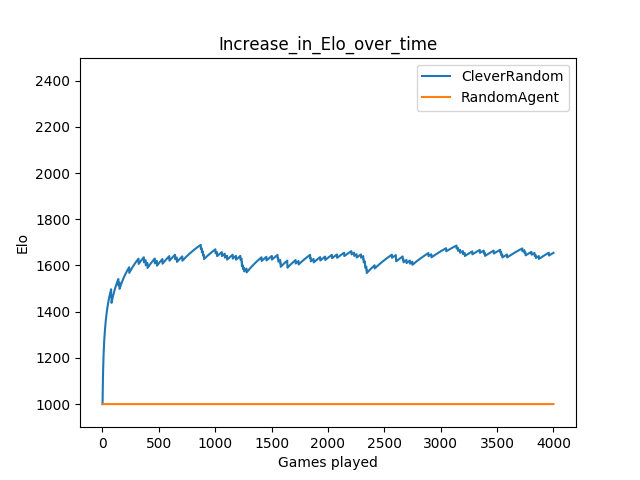 Increase_in_Elo_over_time
CleverRandom
RandomAgent
2400
2200
2000
1800
1600
1400
1200
1000
Elo
0 500 1000 1500 2000 2500 3000 3500 4000
Games played